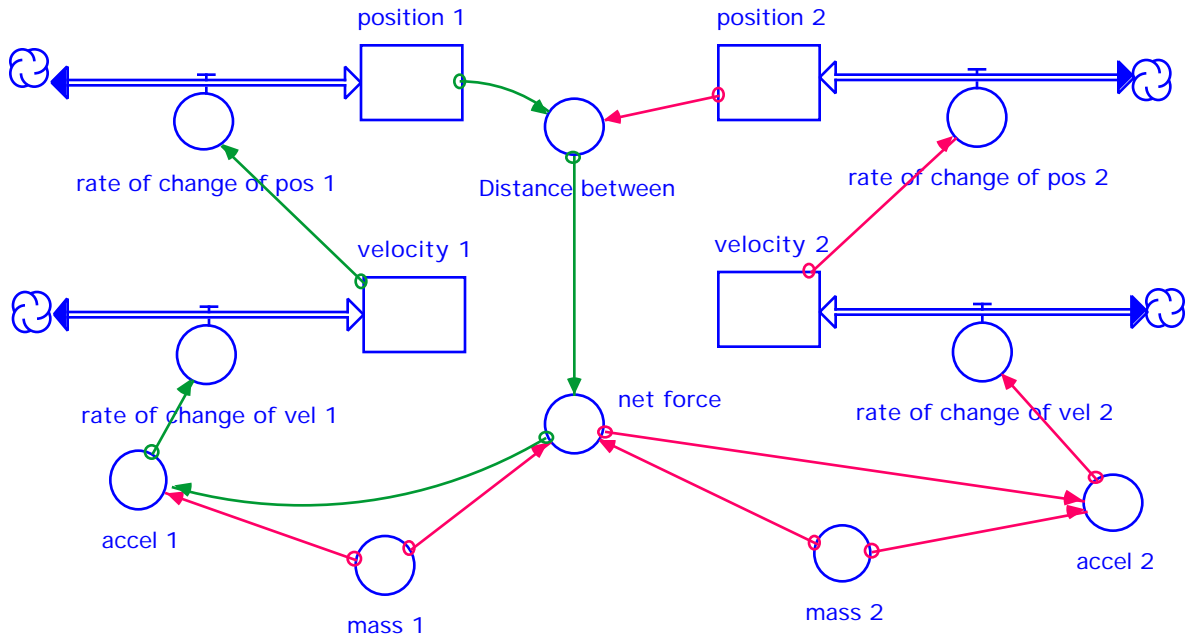 position 1
position 2
rate of change of pos 1
Distance between
rate of change of pos 2
velocity 1
velocity 2
rate of change of vel 1
net force
rate of change of vel 2
accel 1
accel 2
mass 1
mass 2